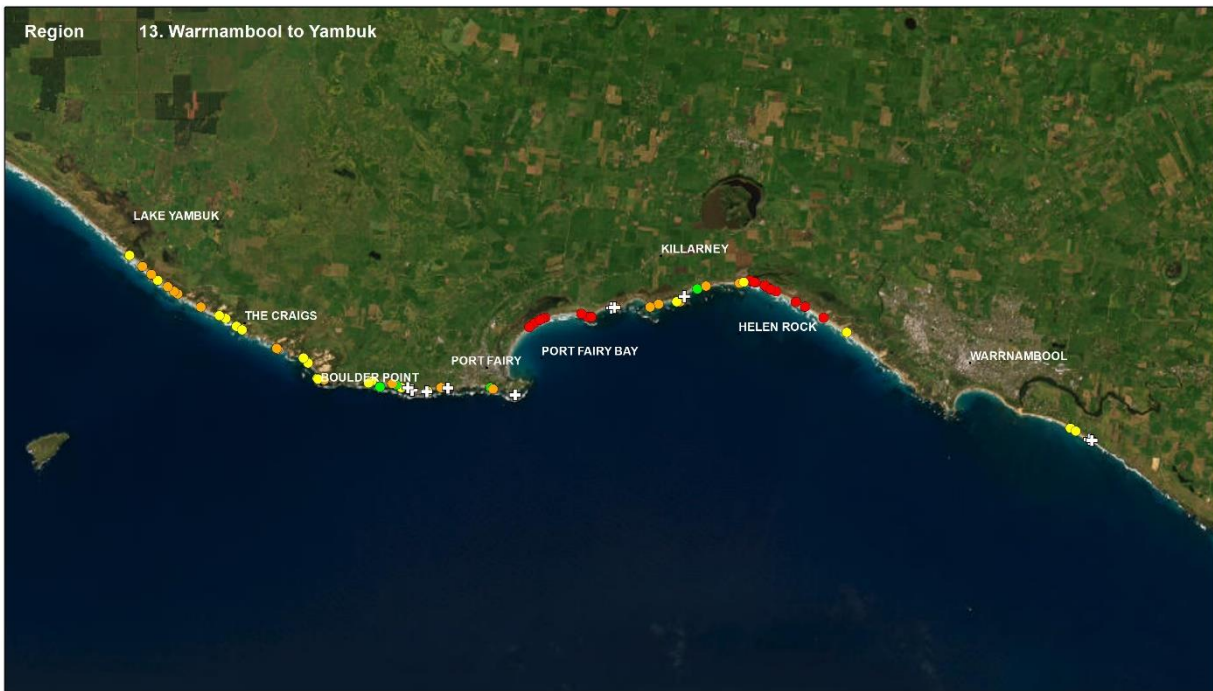 Region 13. Warrnambool to Yambuk
LAKE YAMBUK
KILLARNEY
THE CRAIGS
HELEN ROCK
PORT FAIRY BAY
PORT FAIRY
WARRNAMBOOL
BOULDER POINT